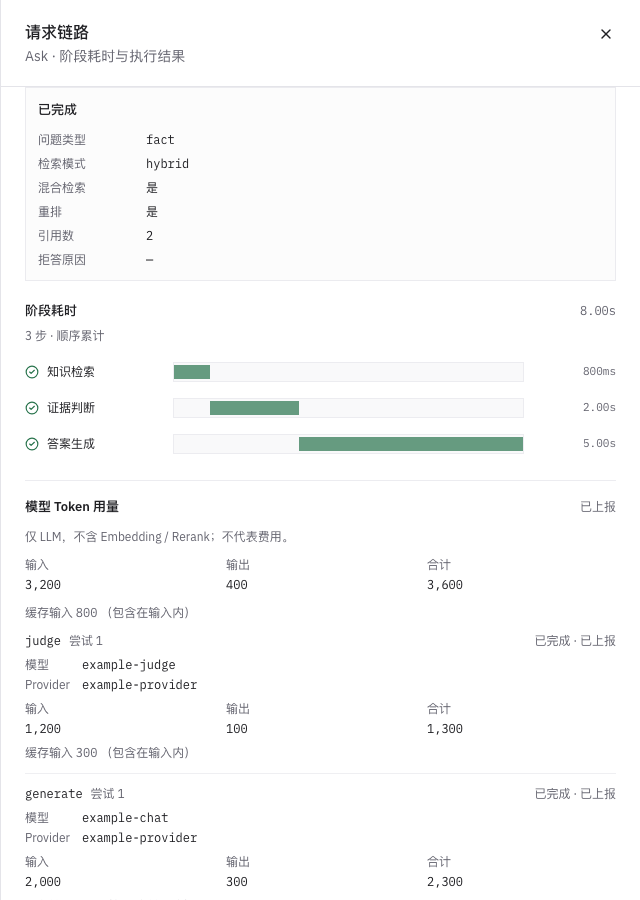 请求链路
Ask · 阶段耗时与执行结果
已完成
问题类型 fact
检索模式 hybrid
混合检索 是
重排 是
引用数 2
拒答原因 —
阶段耗时 8.00s
3 步 · 顺序累计
知识检索 800ms
证据判断 2.00s
答案生成 5.00s
模型 Token 用量 已上报
仅 LLM，不含 Embedding / Rerank；不代表费用。
输入 输出 合计
3,200 400 3,600
缓存输入 800 （包含在输入内）
judge 尝试 1 已完成 · 已上报
模型 example-judge
Provider example-provider
输入 输出 合计
1,200 100 1,300
缓存输入 300 （包含在输入内）
generate 尝试 1 已完成 · 已上报
模型 example-chat
Provider example-provider
输入 输出 合计
2,000 300 2,300